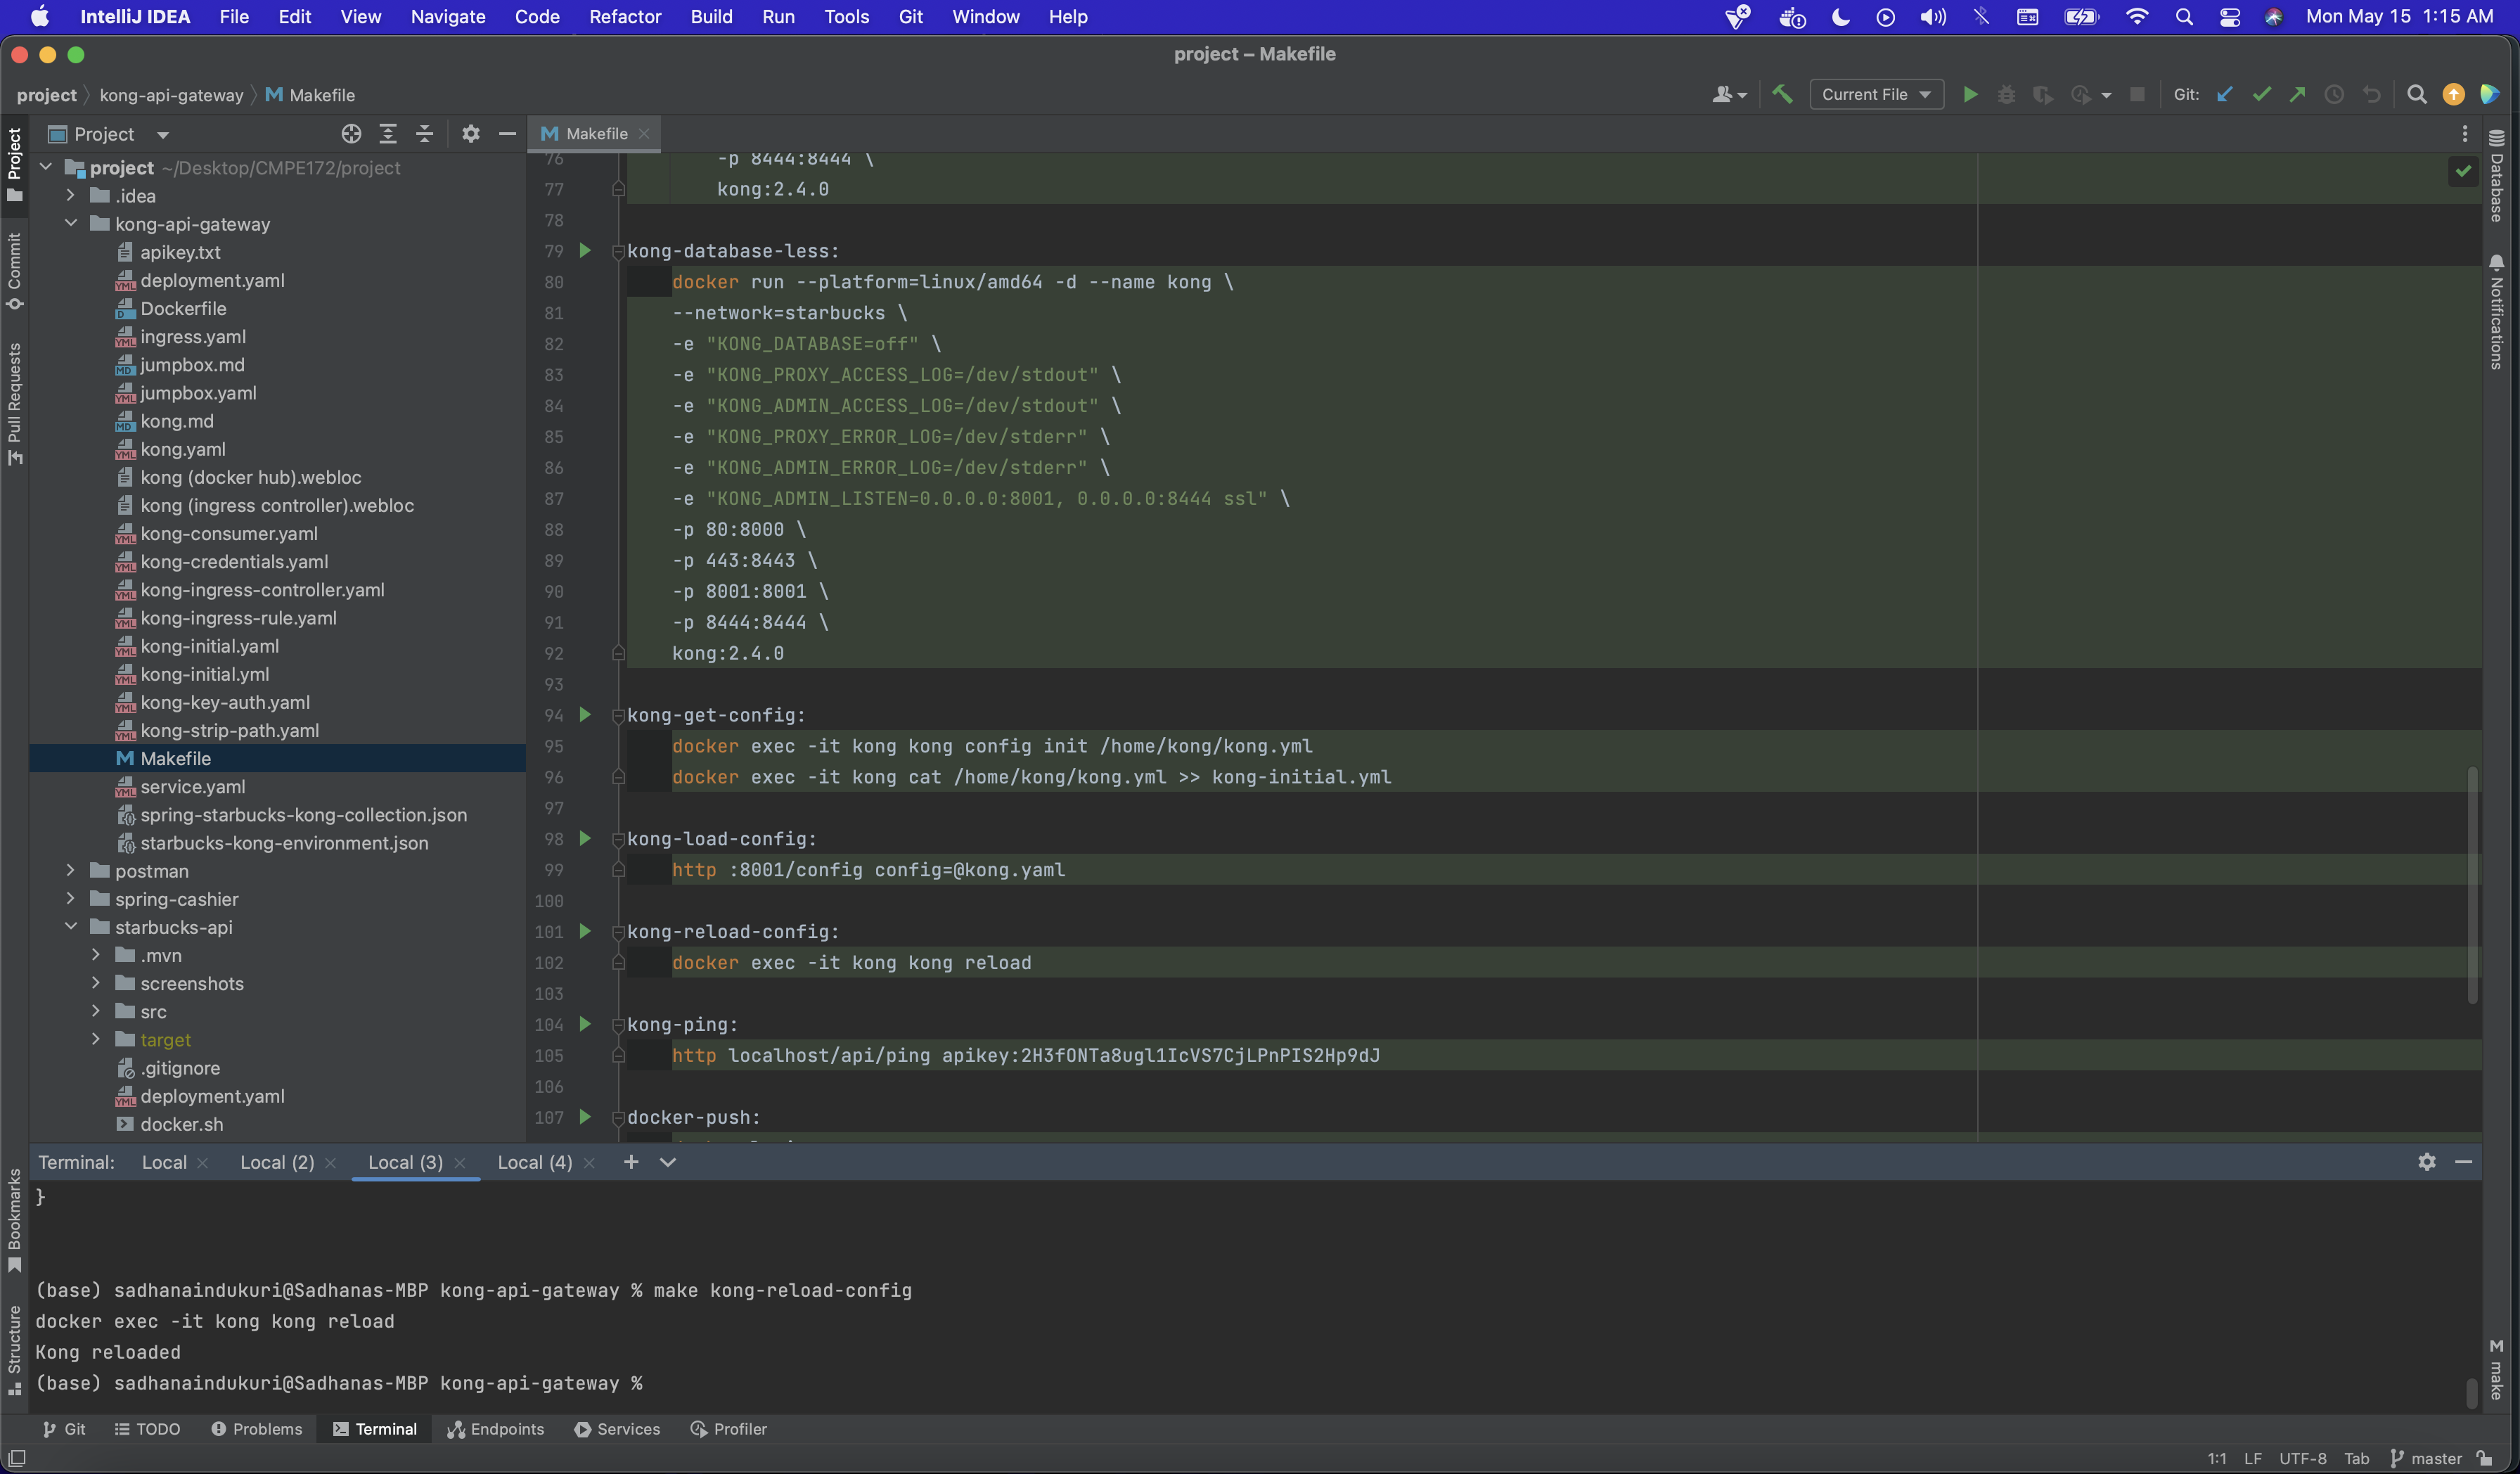 IntelliJ IDEA File Edit View Navigate Code Refactor Build Run Tools Git Window Help Mon May 15 1:15 AM
project – Makefile
project kong-api-gateway Makefile
Current File
Git:
Project
Makefile
Project
Commit
Pull Requests
Bookmarks
Structure
project ~/Desktop/CMPE172/project
.idea
kong-api-gateway
apikey.txt
deployment.yaml
Dockerfile
ingress.yaml
jumpbox.md
jumpbox.yaml
kong.md
kong.yaml
kong (docker hub).webloc
kong (ingress controller).webloc
kong-consumer.yaml
kong-credentials.yaml
kong-ingress-controller.yaml
kong-ingress-rule.yaml
kong-initial.yaml
kong-initial.yml
kong-key-auth.yaml
kong-strip-path.yaml
Makefile
service.yaml
spring-starbucks-kong-collection.json
starbucks-kong-environment.json
postman
spring-cashier
starbucks-api
.mvn
screenshots
src
target
.gitignore
deployment.yaml
docker.sh
76 -p 8444:8444 \
77 kong:2.4.0
78
79 kong-database-less:
80 docker run --platform=linux/amd64 -d --name kong \
81 --network=starbucks \
82 -e "KONG_DATABASE=off" \
83 -e "KONG_PROXY_ACCESS_LOG=/dev/stdout" \
84 -e "KONG_ADMIN_ACCESS_LOG=/dev/stdout" \
85 -e "KONG_PROXY_ERROR_LOG=/dev/stderr" \
86 -e "KONG_ADMIN_ERROR_LOG=/dev/stderr" \
87 -e "KONG_ADMIN_LISTEN=0.0.0.0:8001, 0.0.0.0:8444 ssl" \
88 -p 80:8000 \
89 -p 443:8443 \
90 -p 8001:8001 \
91 -p 8444:8444 \
92 kong:2.4.0
93
94 kong-get-config:
95 docker exec -it kong kong config init /home/kong/kong.yml
96 docker exec -it kong cat /home/kong/kong.yml >> kong-initial.yml
97
98 kong-load-config:
99 http :8001/config config=@kong.yaml
100
101 kong-reload-config:
102 docker exec -it kong kong reload
103
104 kong-ping:
105 http localhost/api/ping apikey:2H3fONTa8ugl1IcVS7CjLPnPIS2Hp9dJ
106
107 docker-push:
Database
Notifications
make
Terminal: Local Local (2) Local (3) Local (4)
}
(base) sadhanaindukuri@Sadhanas-MBP kong-api-gateway % make kong-reload-config
docker exec -it kong kong reload
Kong reloaded
(base) sadhanaindukuri@Sadhanas-MBP kong-api-gateway %
Git TODO Problems Terminal Endpoints Services Profiler
1:1 LF UTF-8 Tab master